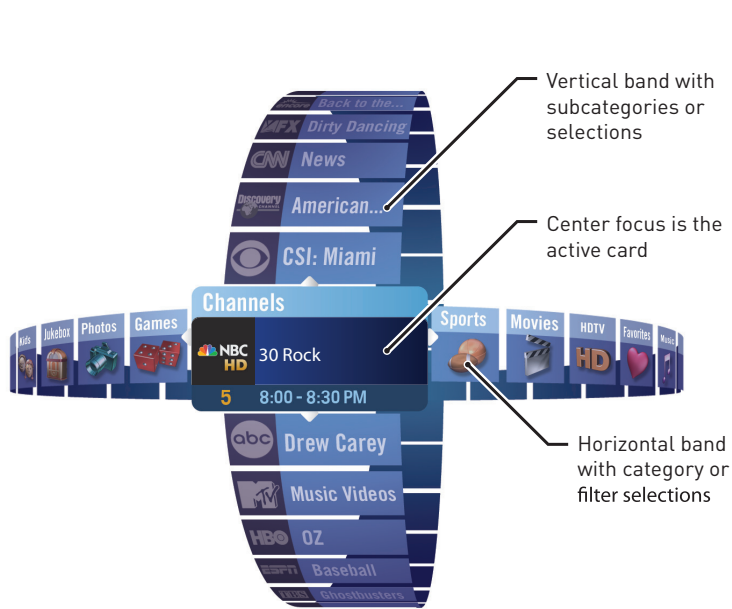 Vertical band with
subcategories or
selections
Back to the...
AFX Dirty Dancing
CNN News
Discovery CHANNEL American...
CSI: Miami
Center focus is the
active card
Channels
NBC HD 30 Rock
5 8:00 - 8:30 PM
Kids
Jukebox
Photos
Games
Sports
Movies
HDTV
HD
Favorites
Music
abc Drew Carey
MTV Music Videos
HBO OZ
ESPN Baseball
TBS Ghostbusters
Horizontal band
with category or
filter selections